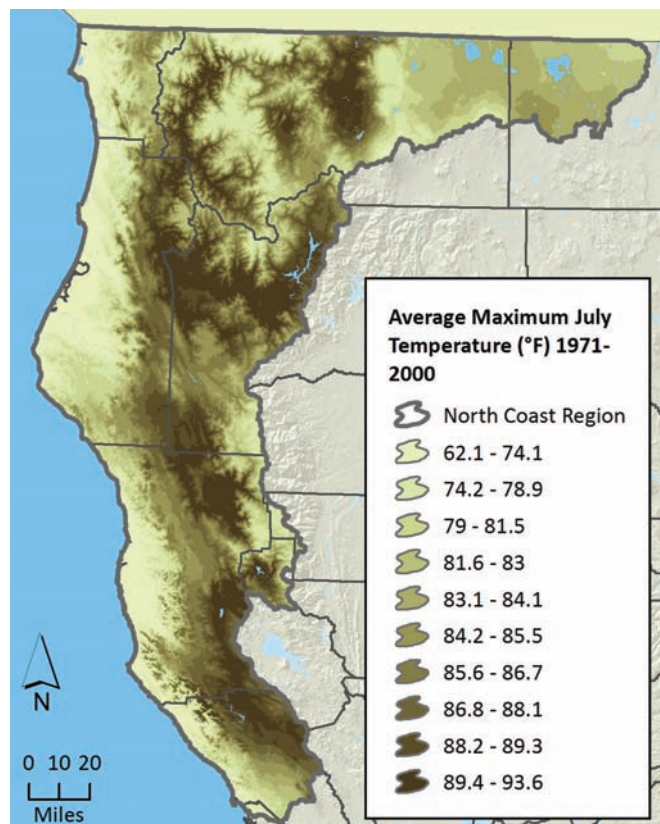 Average Maximum July
Temperature (°F) 1971-
2000
North Coast Region
62.1 - 74.1
74.2 - 78.9
79 - 81.5
81.6 - 83
83.1 - 84.1
84.2 - 85.5
85.6 - 86.7
86.8 - 88.1
88.2 - 89.3
89.4 - 93.6
N
0 10 20
Miles